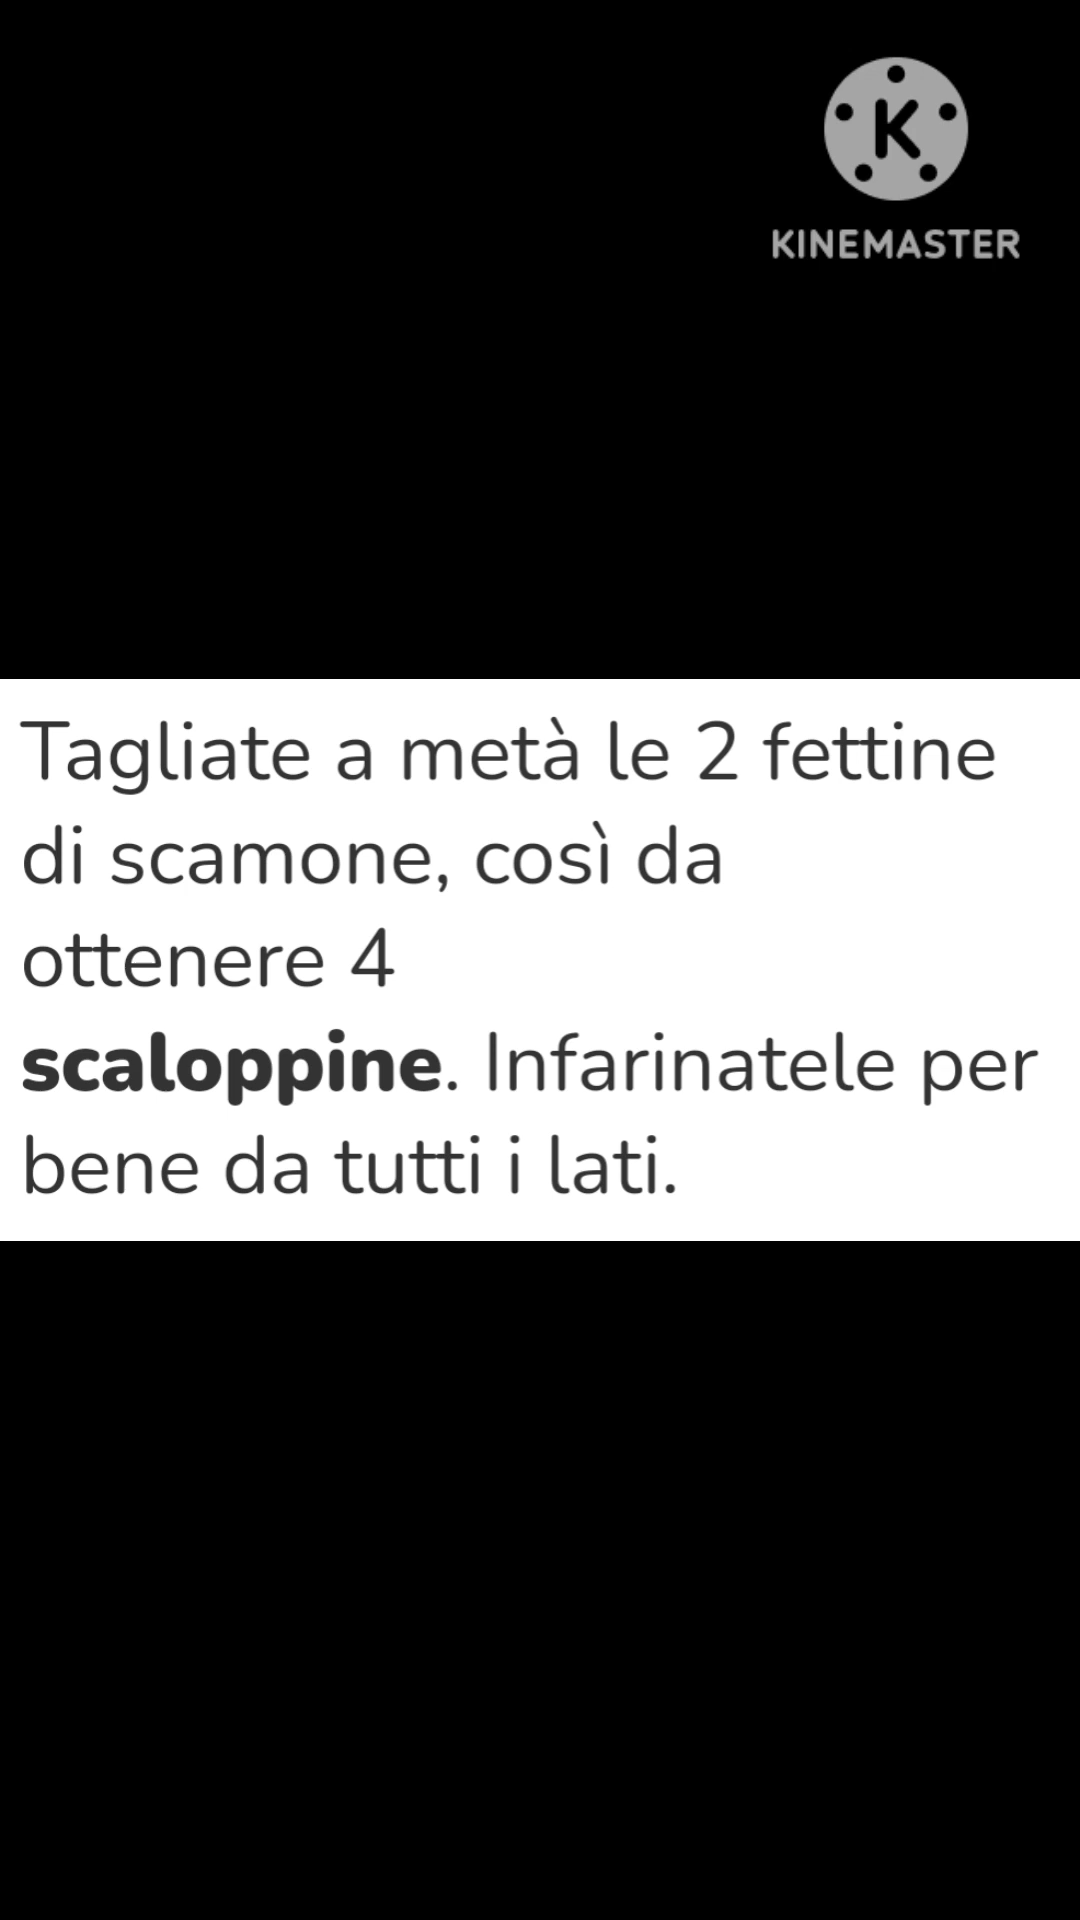 K
KINEMASTER
Tagliate a metà le 2 fettine
di scamone, così da
ottenere 4
scaloppine. Infarinatele per
bene da tutti i lati.